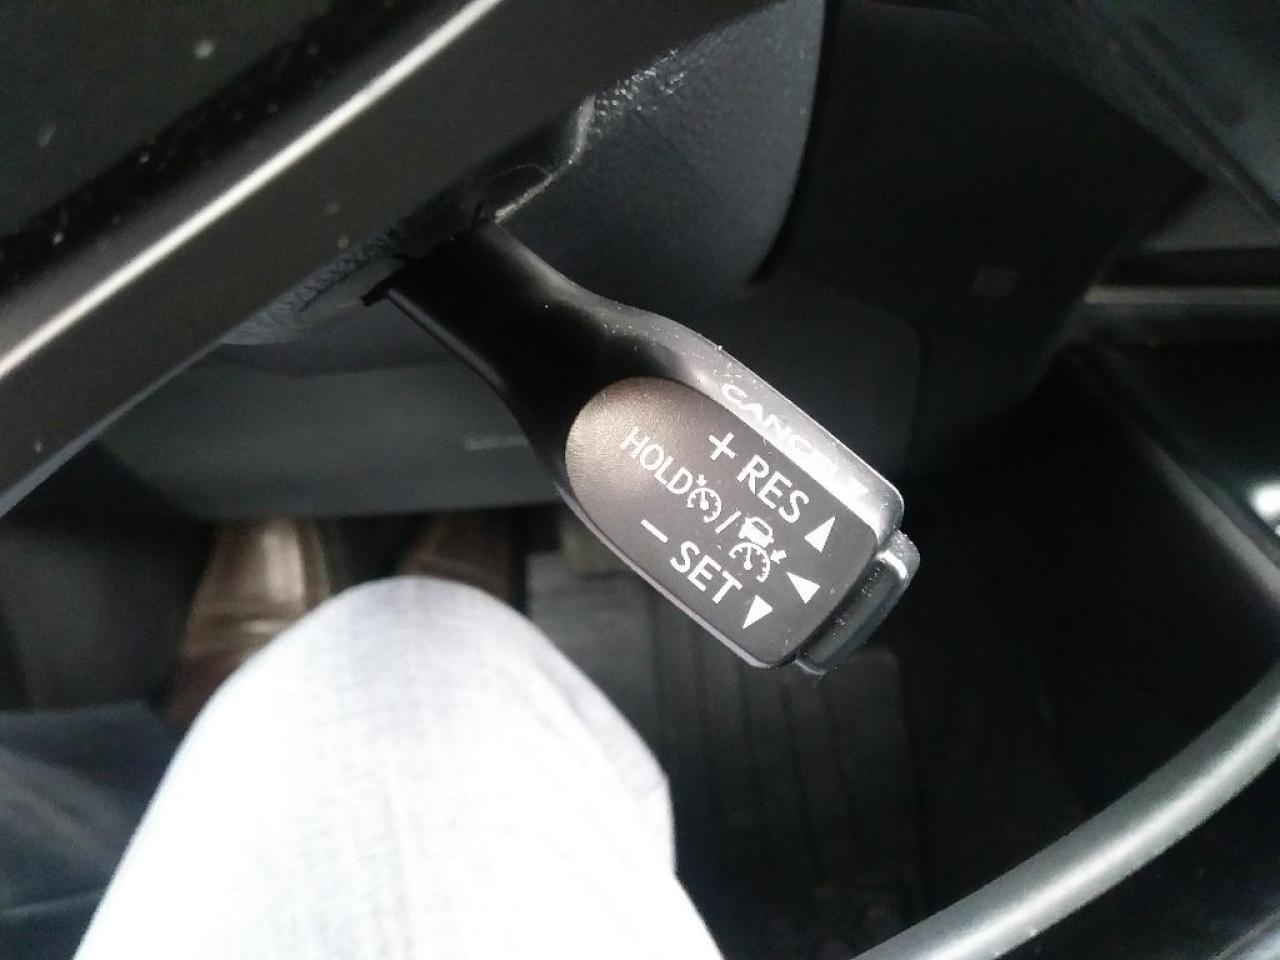 CANCEL
+ RES
HOLD /
− SET